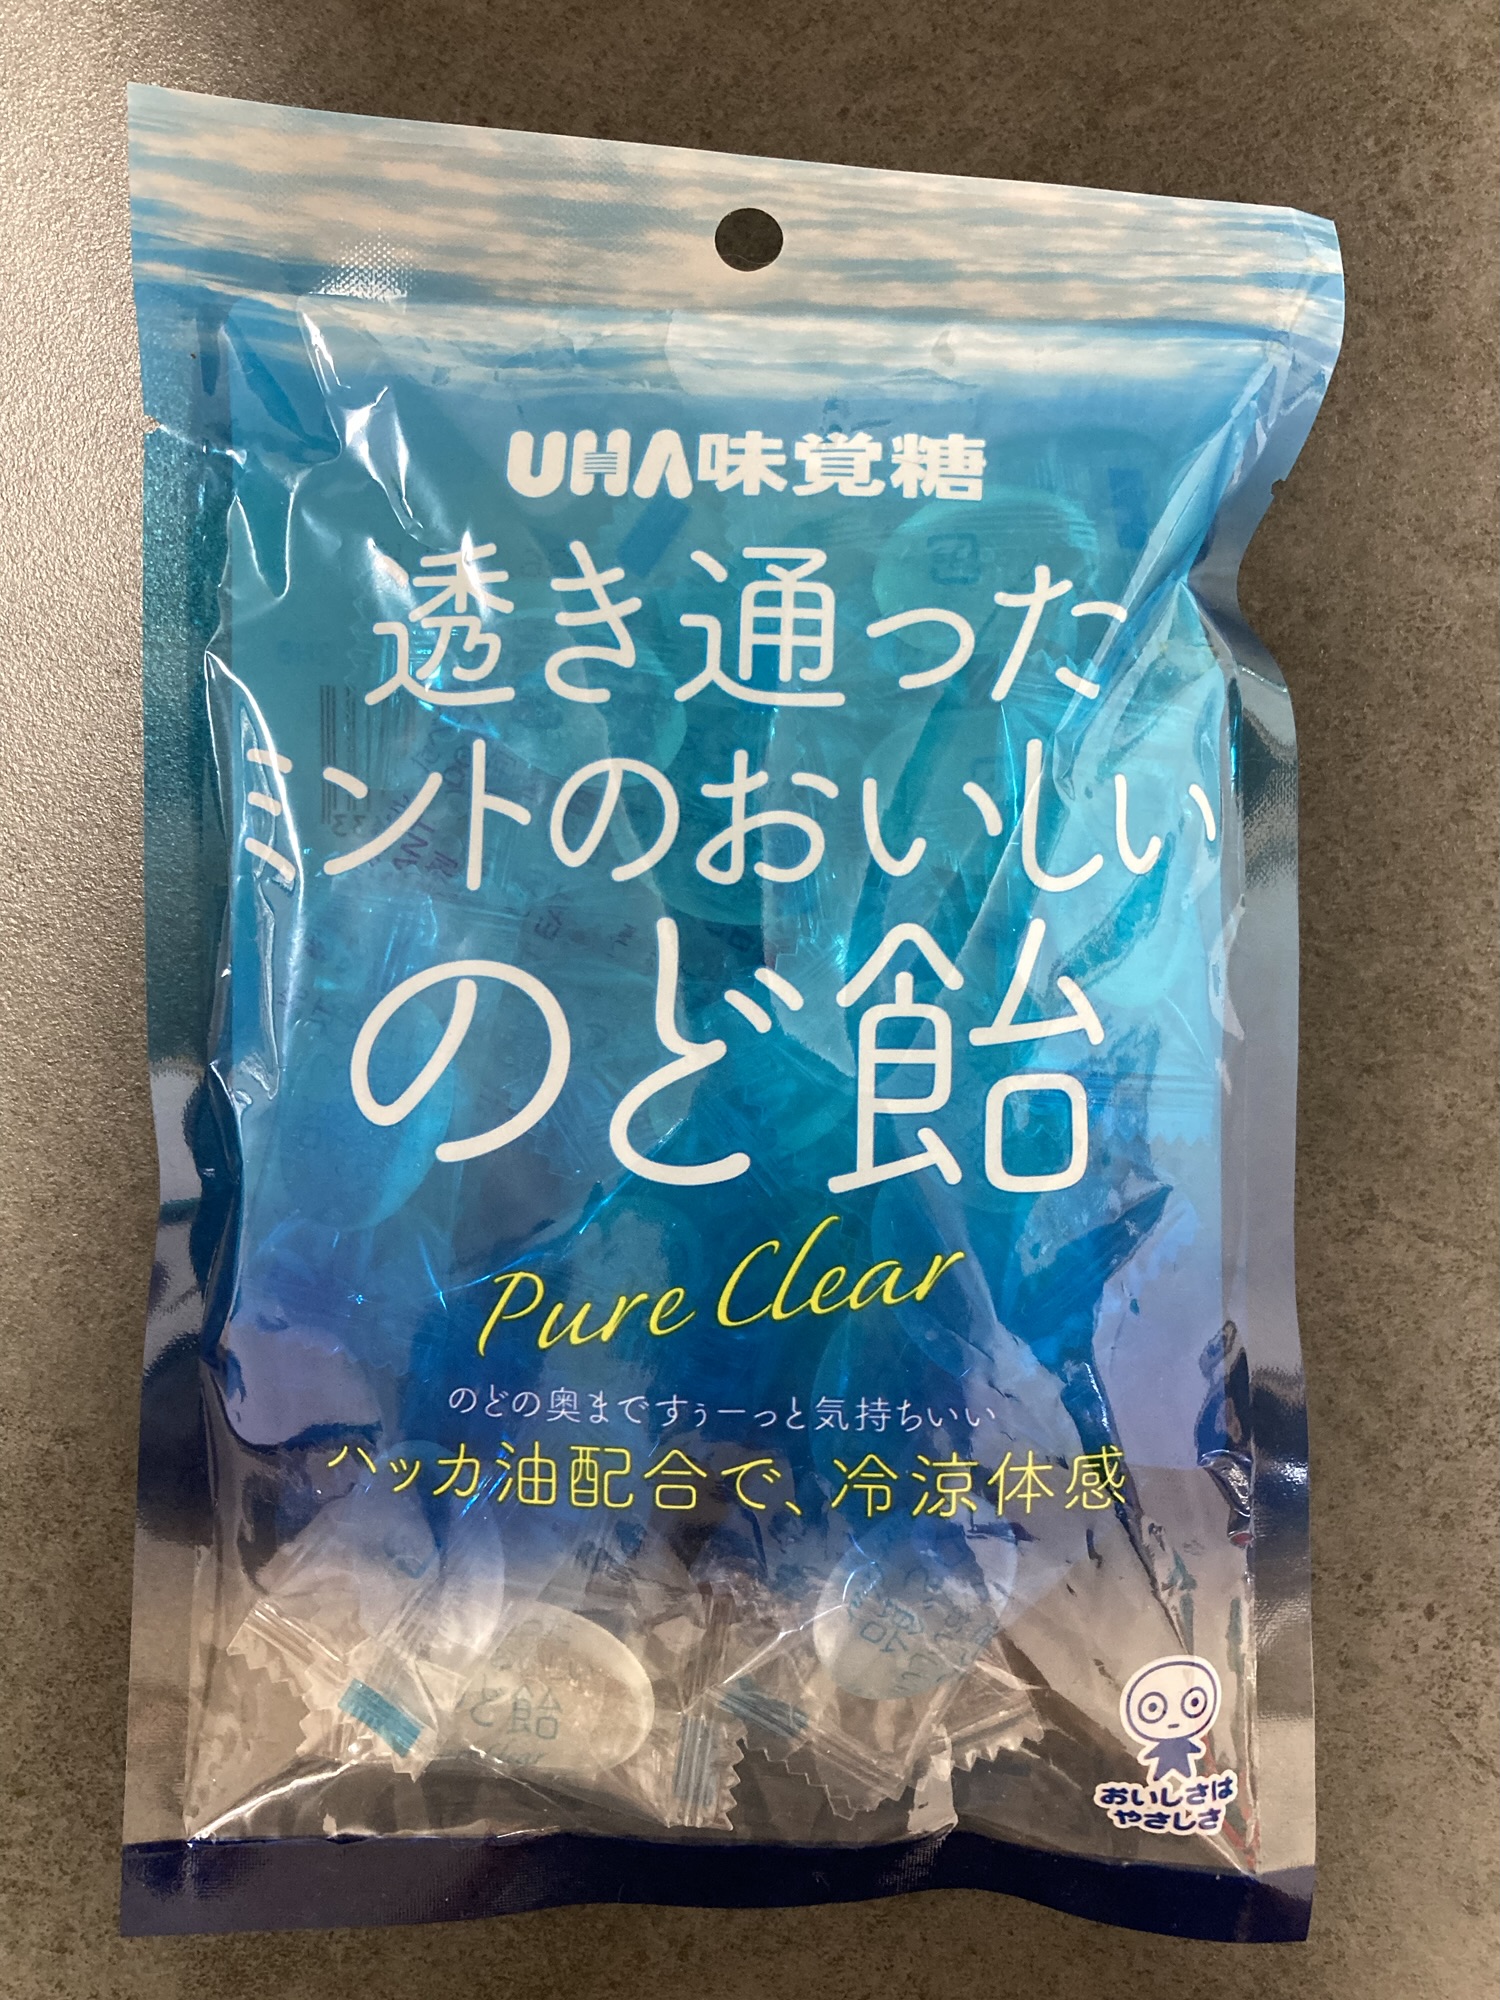 UHA味覚糖
透き通った
ミントのおいしい
のど飴
Pure Clear
のどの奥まですぅーっと気持ちいい
ハッカ油配合で、冷涼体感
ど飴
おいしさは
やさしさ